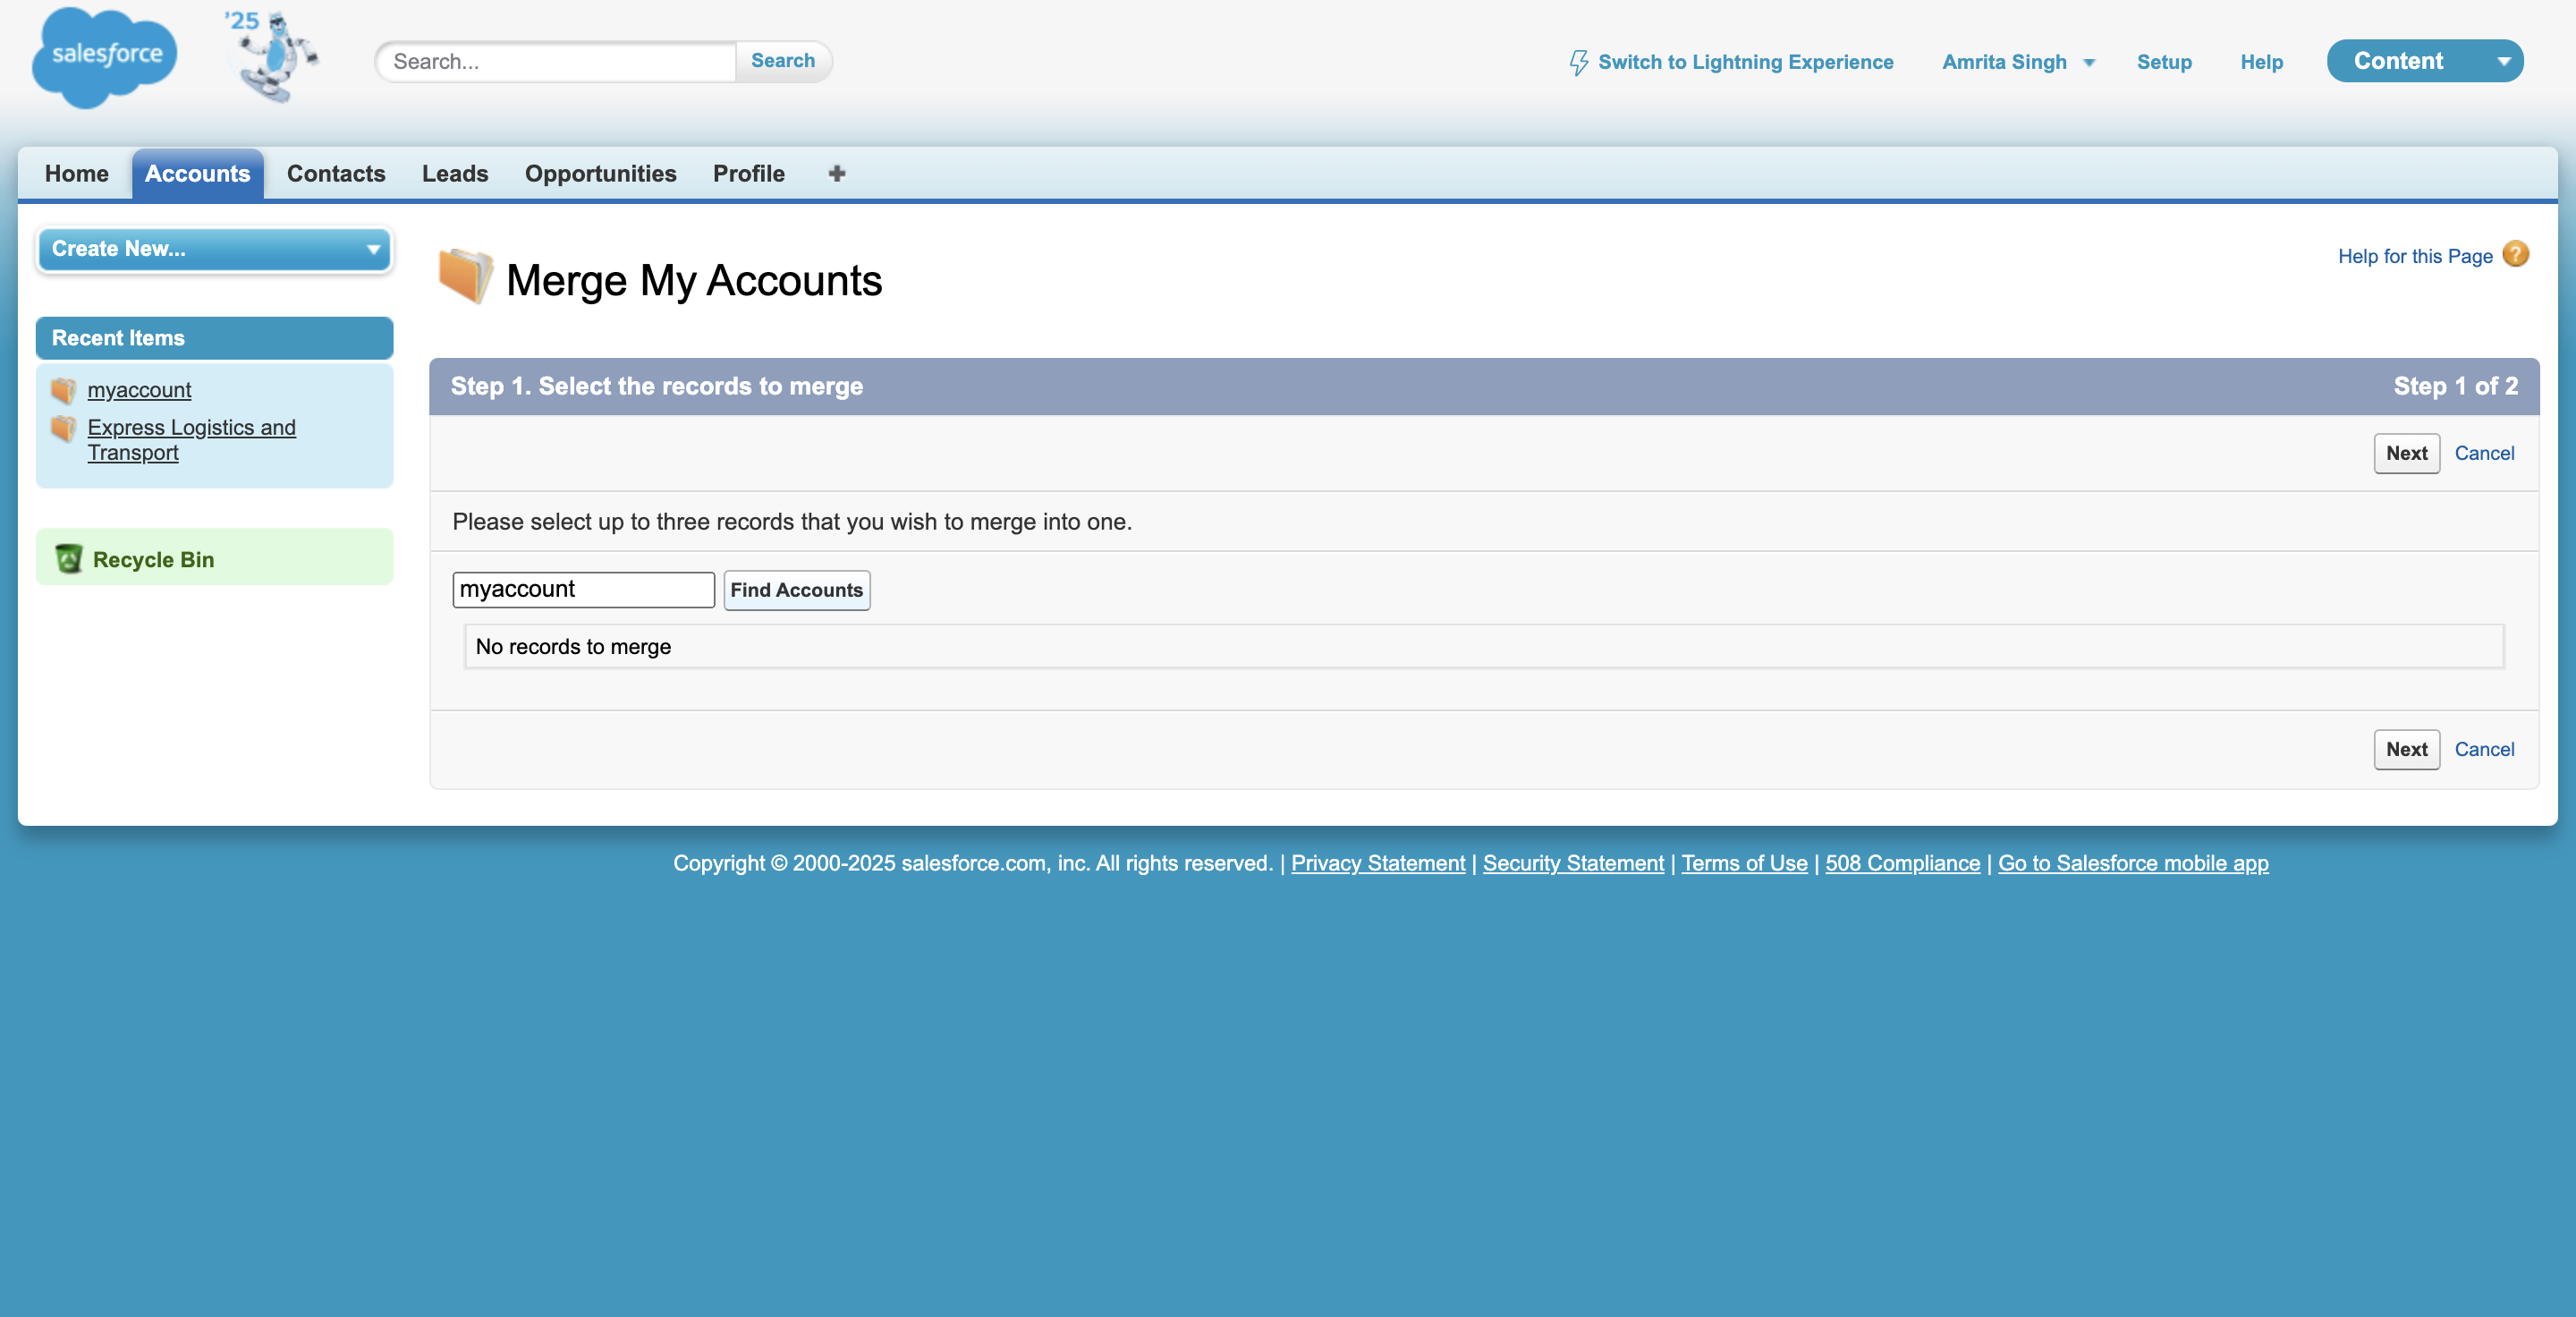 salesforce
'25
Search...
Search
Switch to Lightning Experience
Amrita Singh
Setup
Help
Content
Home
Accounts
Contacts
Leads
Opportunities
Profile
Create New...
Recent Items
myaccount
Express Logistics and
Transport
Recycle Bin
Merge My Accounts
Help for this Page
?
Step 1. Select the records to merge
Step 1 of 2
Next
Cancel
Please select up to three records that you wish to merge into one.
myaccount
Find Accounts
No records to merge
Next
Cancel
Copyright © 2000-2025 salesforce.com, inc. All rights reserved. | Privacy Statement | Security Statement | Terms of Use | 508 Compliance | Go to Salesforce mobile app